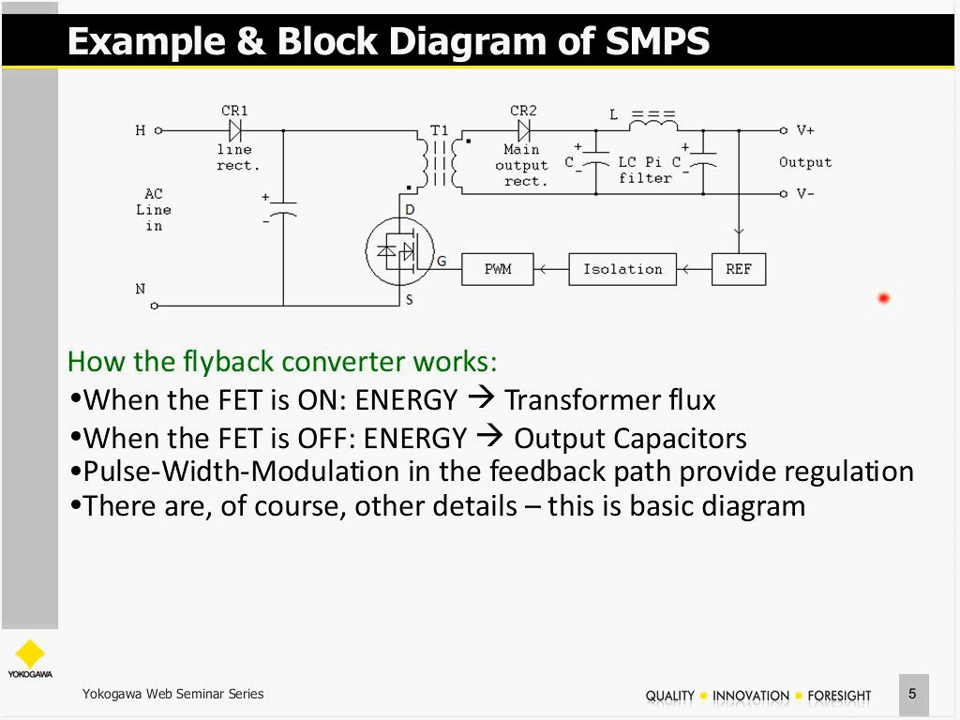 Example & Block Diagram of SMPS
CR1
CR2
L
H
T1
V+
line
rect.
Main
output
rect.
+
C
-
LC Pi
filter
+
C
-
Output
AC
Line
in
+
-
V-
D
G
PWM
Isolation
REF
N
S
How the flyback converter works:
•When the FET is ON: ENERGY → Transformer flux
•When the FET is OFF: ENERGY → Output Capacitors
•Pulse-Width-Modulation in the feedback path provide regulation
•There are, of course, other details – this is basic diagram
YOKOGAWA
Yokogawa Web Seminar Series
QUALITY ■ INNOVATION ■ FORESIGHT
5